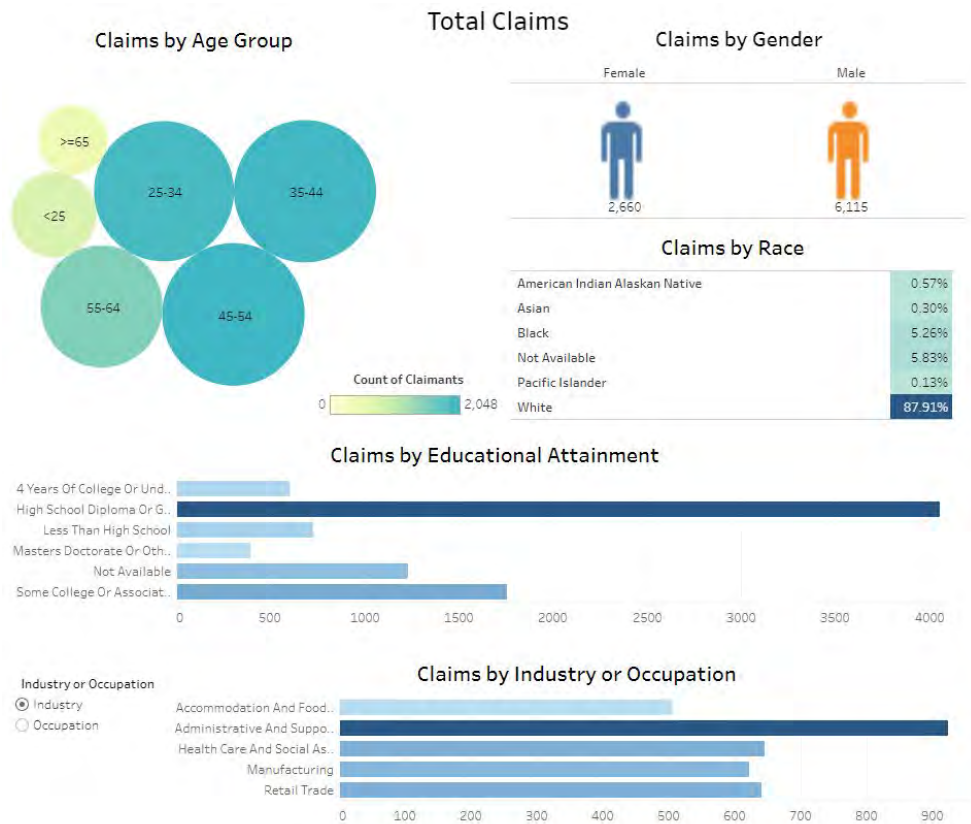 Total Claims
Claims by Age Group
>=65
25-34
35-44
<25
55-64
45-54
Count of Claimants
0
2,048
Claims by Gender
Female
Male
2,660
6,115
Claims by Race
American Indian Alaskan Native 0.57%
Asian 0.30%
Black 5.26%
Not Available 5.83%
Pacific Islander 0.13%
White 87.91%
Claims by Educational Attainment
4 Years Of College Or Und..
High School Diploma Or G..
Less Than High School
Masters Doctorate Or Oth..
Not Available
Some College Or Associat..
0 500 1000 1500 2000 2500 3000 3500 4000
Claims by Industry or Occupation
Industry or Occupation
Industry
Occupation
Accommodation And Food..
Administrative And Suppo..
Health Care And Social As..
Manufacturing
Retail Trade
0 100 200 300 400 500 600 700 800 900